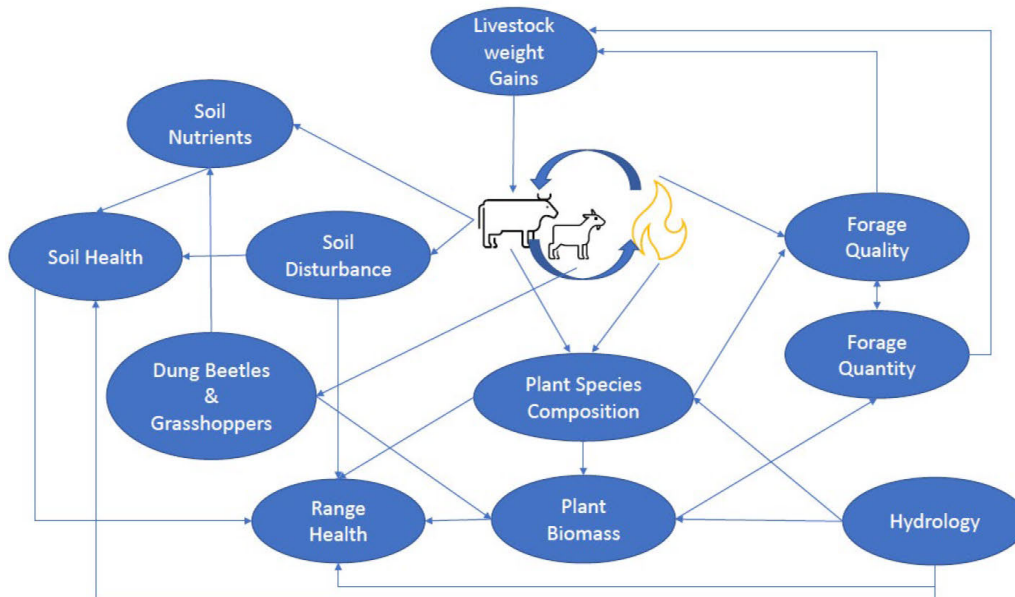 Livestock
weight
Gains
Soil
Nutrients
Soil Health
Soil
Disturbance
Forage
Quality
Forage
Quantity
Dung Beetles
&
Grasshoppers
Plant Species
Composition
Range
Health
Plant
Biomass
Hydrology